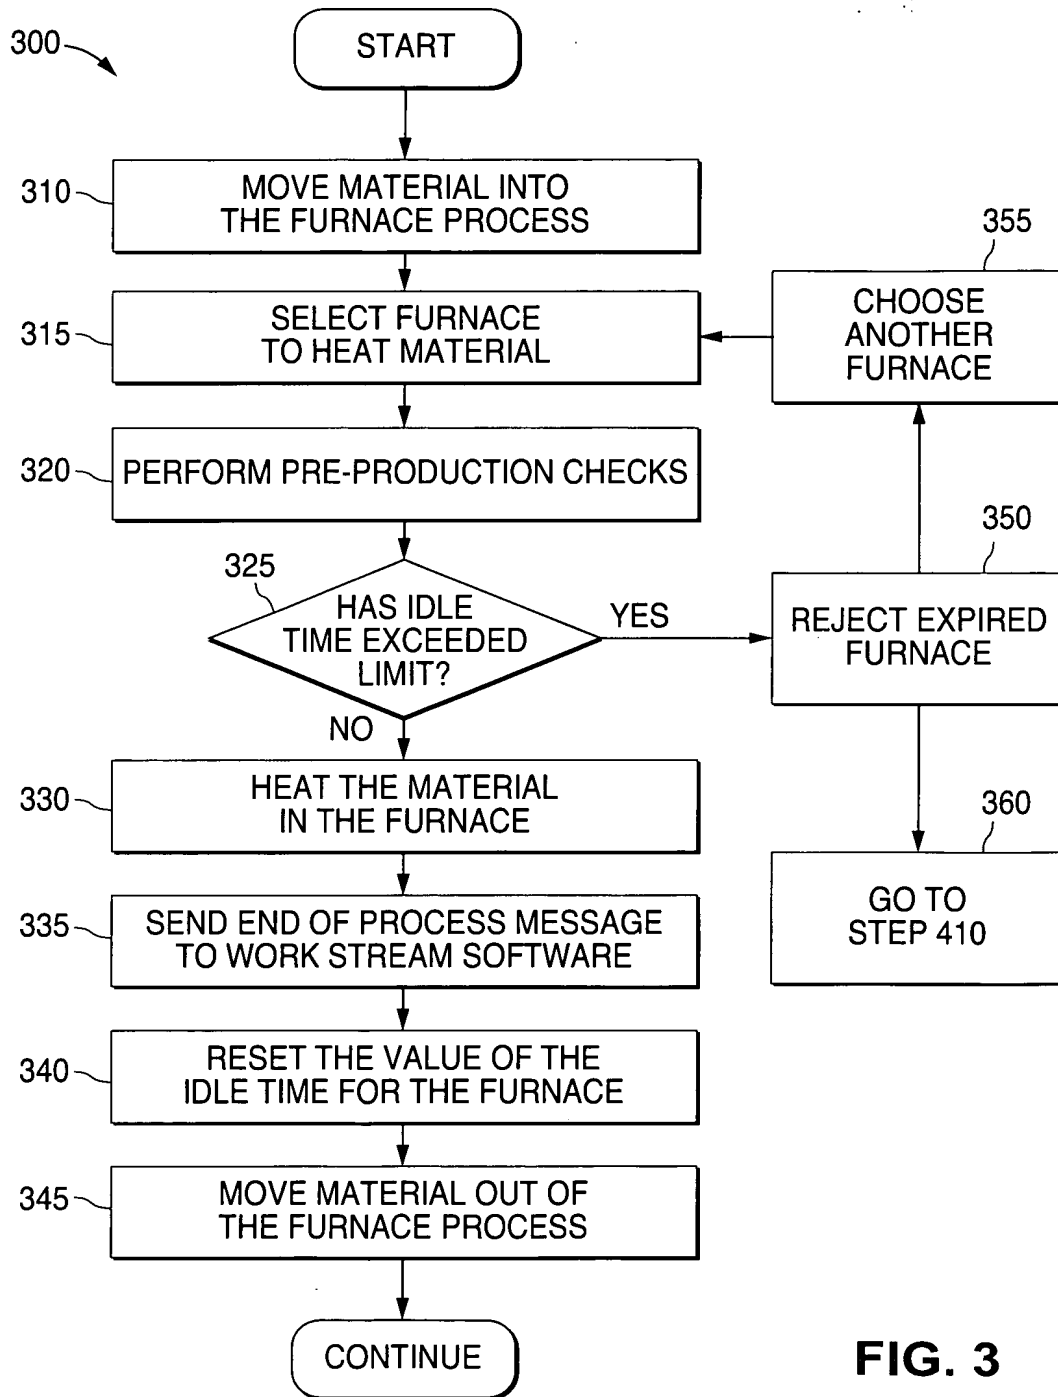 300
START
310
MOVE MATERIAL INTO
THE FURNACE PROCESS
315
SELECT FURNACE
TO HEAT MATERIAL
355
CHOOSE
ANOTHER
FURNACE
320
PERFORM PRE-PRODUCTION CHECKS
325
HAS IDLE
TIME EXCEEDED
LIMIT?
YES
NO
350
REJECT EXPIRED
FURNACE
330
HEAT THE MATERIAL
IN THE FURNACE
360
GO TO
STEP 410
335
SEND END OF PROCESS MESSAGE
TO WORK STREAM SOFTWARE
340
RESET THE VALUE OF THE
IDLE TIME FOR THE FURNACE
345
MOVE MATERIAL OUT OF
THE FURNACE PROCESS
CONTINUE
FIG. 3